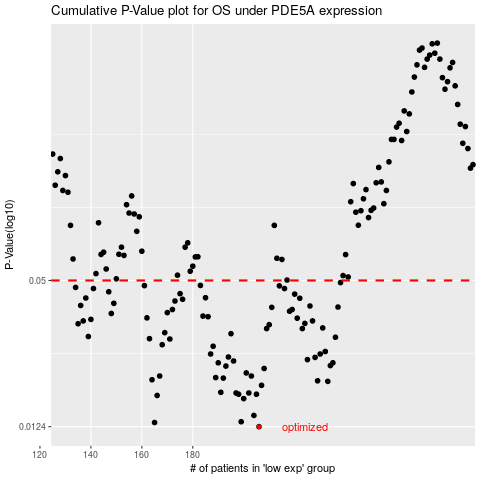 Cumulative P-Value plot for OS under PDE5A expression
P-Value(log10)
0.05
0.0124
optimized
120 140 160 180
# of patients in 'low exp' group